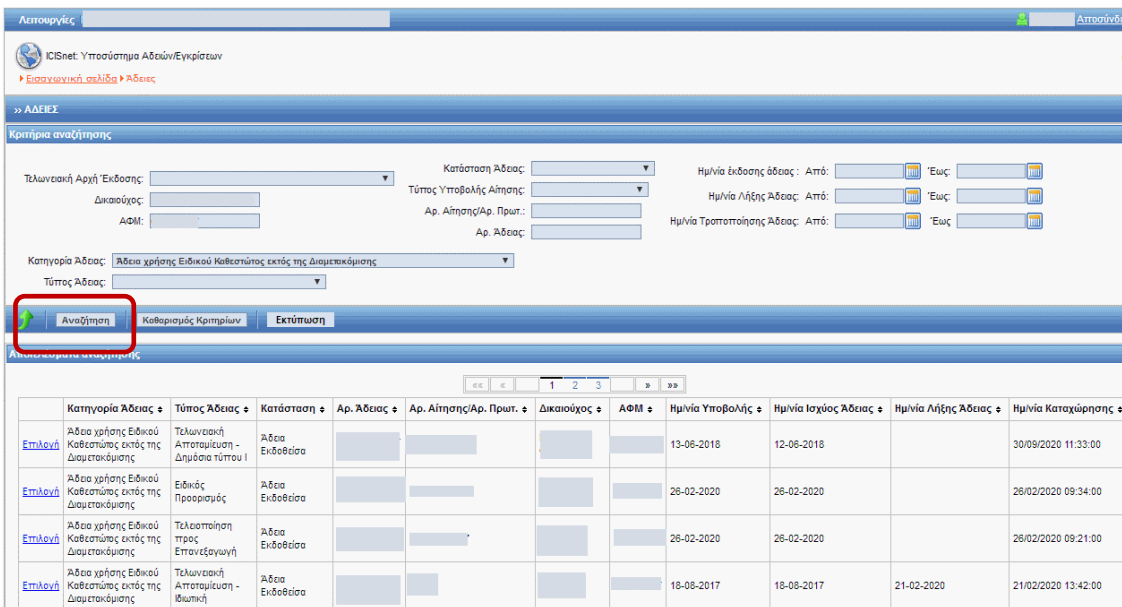 Λειτουργίες
Αποσύνδε
ICISnet: Υποσύστημα Αδειών/Εγκρίσεων
Εισαγωγική σελίδα Άδειες
» ΑΔΕΙΕΣ
Κριτήρια αναζήτησης
Τελωνειακή Αρχή Έκδοσης:
Δικαιούχος:
ΑΦΜ:
Κατάσταση Άδειας:
Τύπος Υποβολής Αίτησης:
Αρ. Αίτησης/Αρ. Πρωτ.:
Αρ. Άδειας:
Ημ/νία έκδοσης άδειας : Από: Έως:
Ημ/νία Λήξης Άδειας: Από: Έως:
Ημ/νία Τροποποίησης Άδειας: Από: Έως
Κατηγορία Άδειας: Άδεια χρήσης Ειδικού Καθεστώτος εκτός της Διαμετακόμισης
Τύπος Άδειας:
Αναζήτηση Καθαρισμός Κριτηρίων Εκτύπωση
Αποτελέσματα αναζήτησης
«« « 1 2 3 » »»
Κατηγορία Άδειας Τύπος Άδειας Κατάσταση Αρ. Άδειας Αρ. Αίτησης/Αρ. Πρωτ. Δικαιούχος ΑΦΜ Ημ/νία Υποβολής Ημ/νία Ισχύος Άδειας Ημ/νία Λήξης Άδειας Ημ/νία Καταχώρησης
Άδεια χρήσης Ειδικού Τελωνειακή
Επιλογή Καθεστώτος εκτός της Αποταμίευση - Άδεια Εκδοθείσα 13-06-2018 12-06-2018 30/09/2020 11:33:00
Διαμετακόμισης Δημόσια τύπου Ι
Άδεια χρήσης Ειδικού Ειδικός
Επιλογή Καθεστώτος εκτός της Προορισμός Άδεια Εκδοθείσα 26-02-2020 26-02-2020 26/02/2020 09:34:00
Διαμετακόμισης
Άδεια χρήσης Ειδικού Τελειοποίηση
Επιλογή Καθεστώτος εκτός της προς Άδεια Εκδοθείσα 26-02-2020 26-02-2020 26/02/2020 09:21:00
Διαμετακόμισης Επανεξαγωγή
Άδεια χρήσης Ειδικού Τελωνειακή
Επιλογή Καθεστώτος εκτός της Αποταμίευση - Άδεια Εκδοθείσα 18-08-2017 18-08-2017 21-02-2020 21/02/2020 13:42:00
Διαμετακόμισης Ιδιωτική